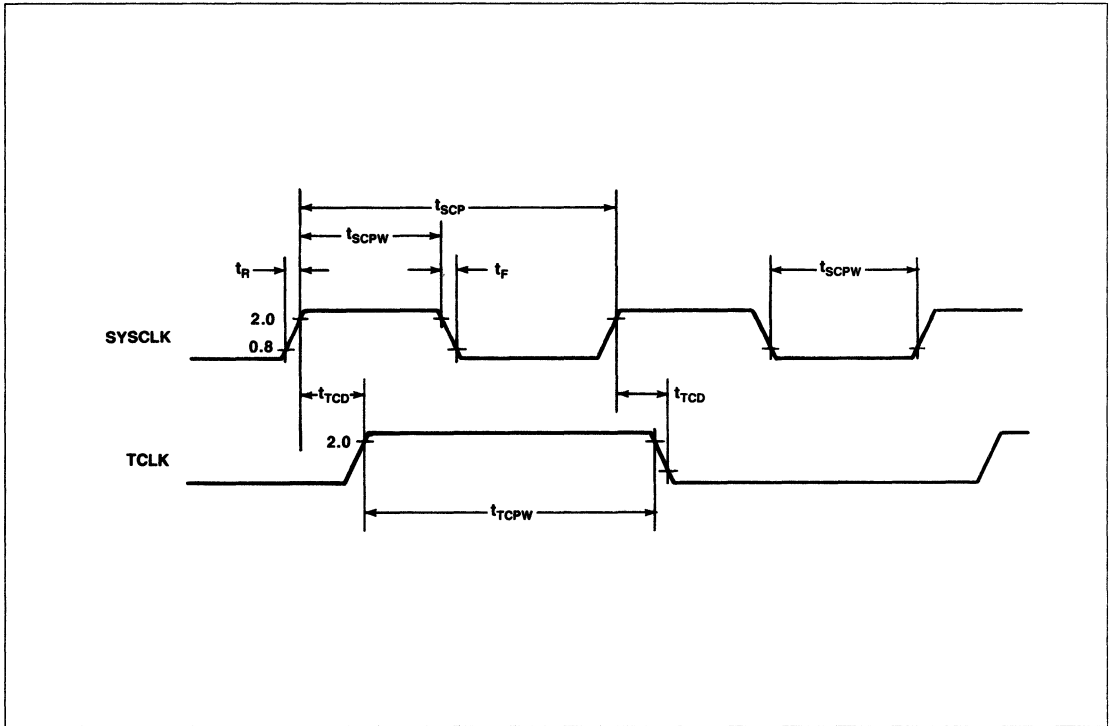 tSCP
tSCPW
tR
tF
tSCPW
2.0
SYSCLK
0.8
tTCD
tTCD
2.0
TCLK
tTCPW